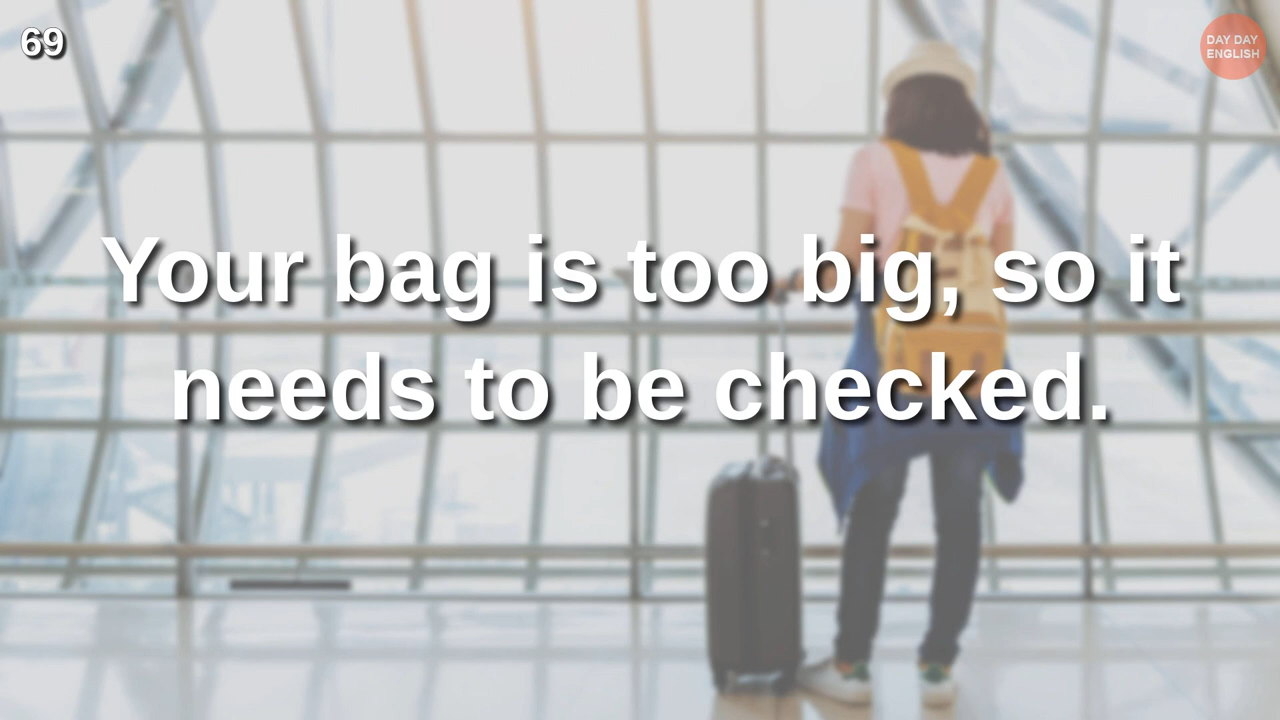 69
DAY DAY
ENGLISH
Your bag is too big, so it
needs to be checked.